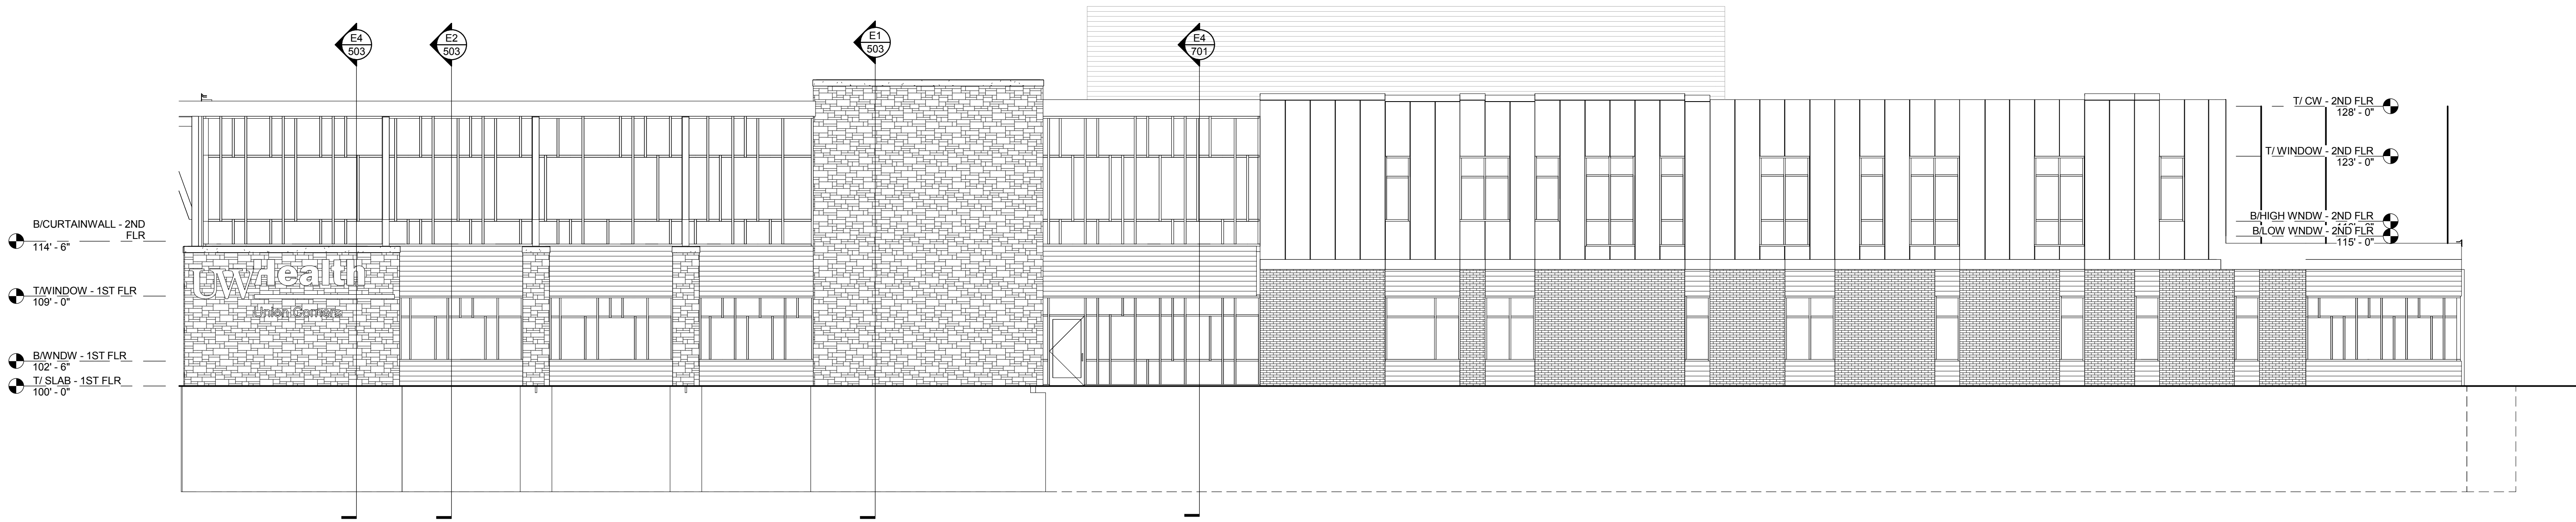 E4
503
E2
503
E1
503
E4
701
T/ CW - 2ND FLR
128' - 0"
T/ WINDOW - 2ND FLR
123' - 0"
B/HIGH WNDW - 2ND FLR
B/LOW WNDW - 2ND FLR
115' - 0"
B/CURTAINWALL - 2ND
FLR
114' - 6"
UWHealth
Union Corners
T/WINDOW - 1ST FLR
109' - 0"
B/WNDW - 1ST FLR
102' - 6"
T/ SLAB - 1ST FLR
100' - 0"